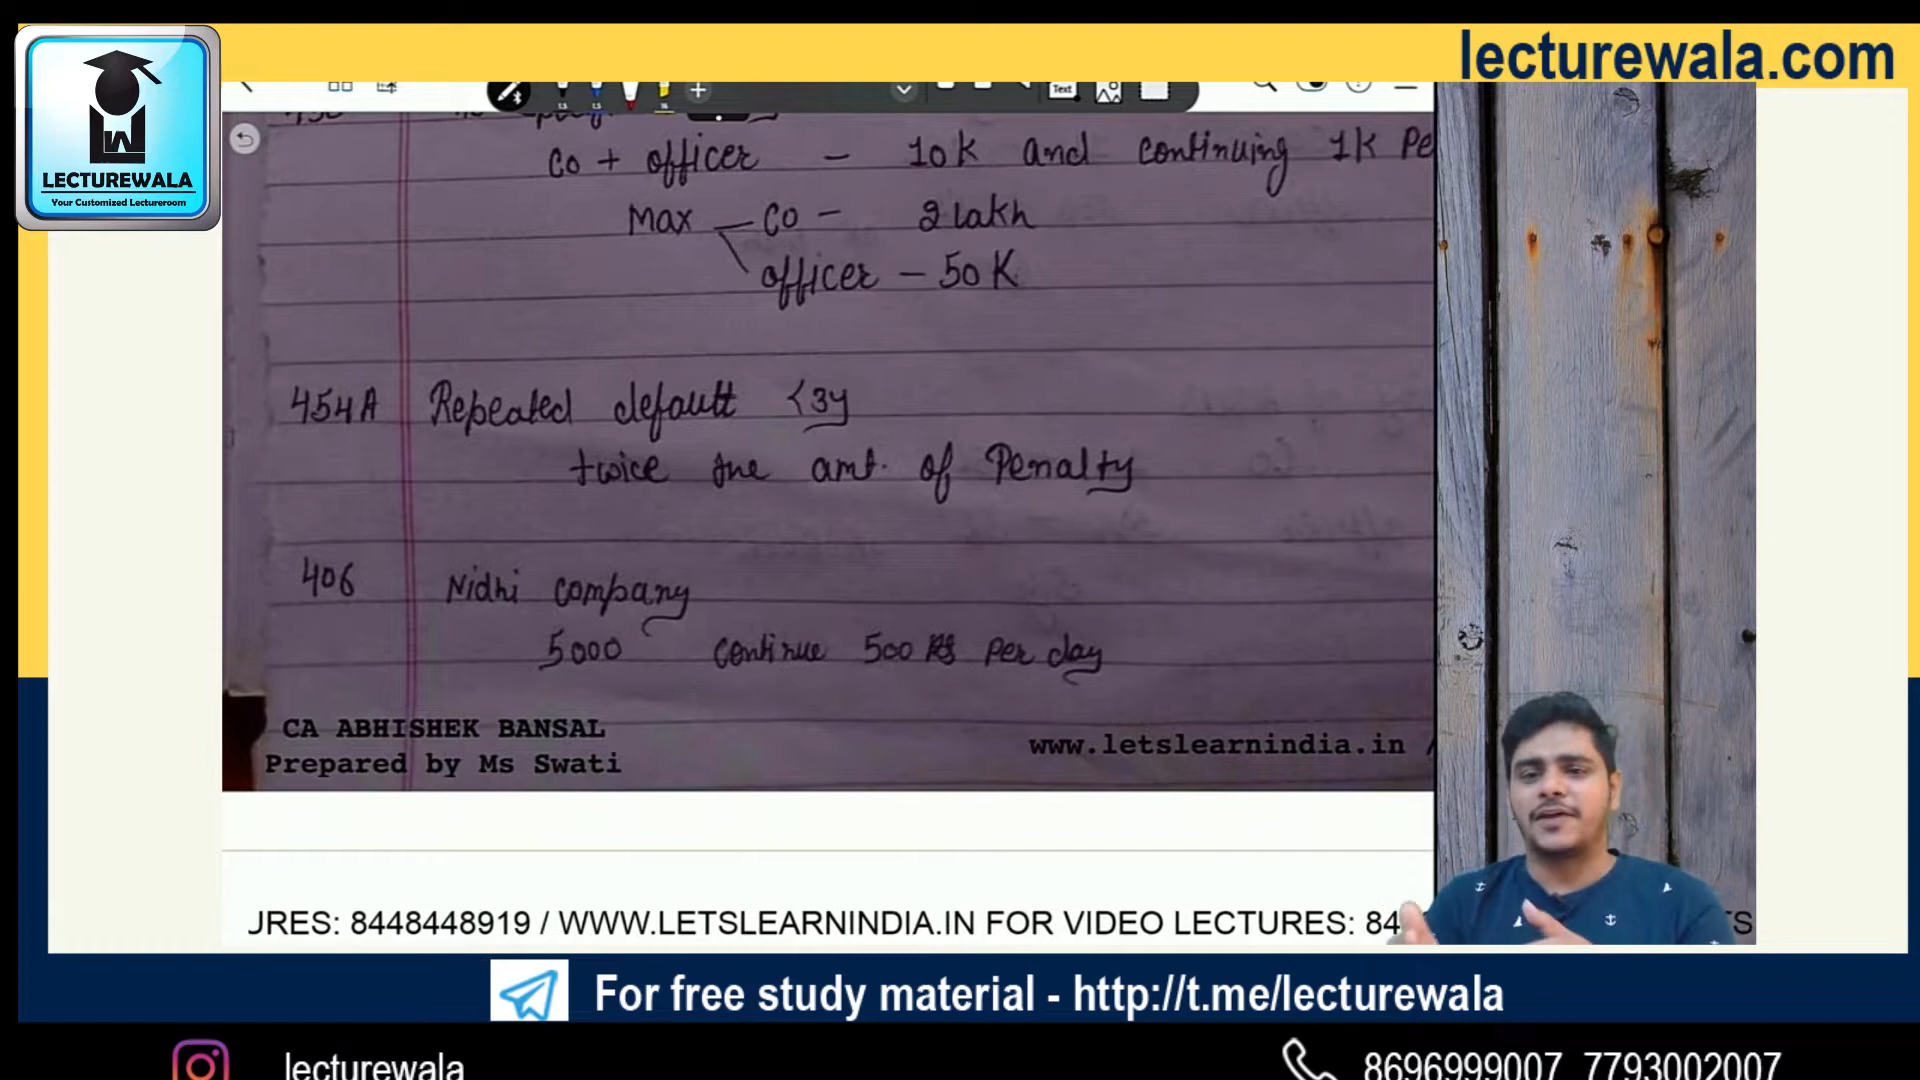 lecturewala.com
LW
LECTUREWALA
Your Customized Lectureroom
Text
Co + officer - 10K and continuing 1K Pe
Max - Co - 2 lakh
officer - 50K
454A Repeated default <3y
twice the amt. of Penalty
406 Nidhi company
5000 continue 500 Rs per day
CA ABHISHEK BANSAL
Prepared by Ms Swati
www.letslearnindia.in /
JRES: 8448448919 / WWW.LETSLEARNINDIA.IN FOR VIDEO LECTURES: 84
For free study material - http://t.me/lecturewala
lecturewala
8696999007, 7793002007